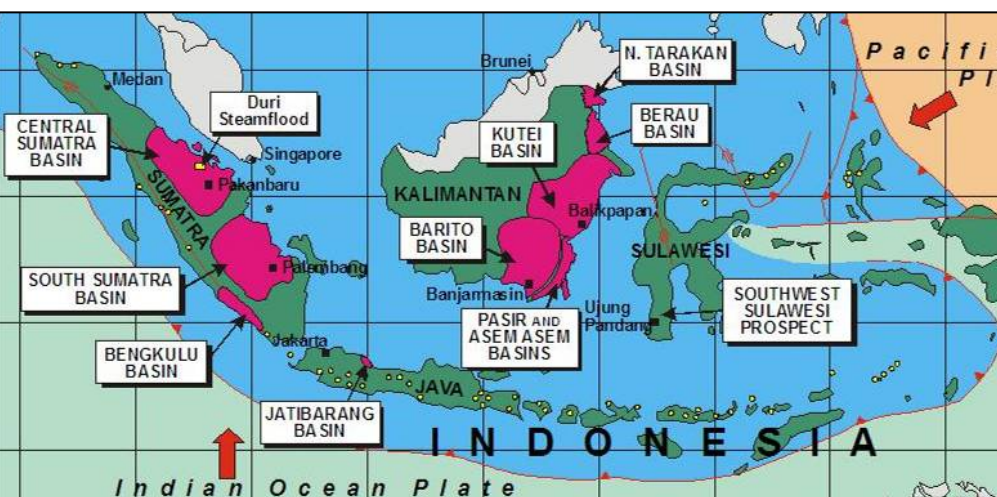 Pacifi
Pl
Brunei
N. TARAKAN
BASIN
Medan
Duri
Steamflood
CENTRAL
SUMATRA
BASIN
KUTEI
BASIN
BERAU
BASIN
Singapore
Pakanbaru
SUMATRA
KALIMANTAN
Balikpapan
BARITO
BASIN
SULAWESI
SOUTH SUMATRA
BASIN
Palembang
Banjarmasin
Ujung
Pandang
SOUTHWEST
SULAWESI
PROSPECT
PASIR AND
ASEM ASEM
BASINS
BENGKULU
BASIN
Jakarta
JAVA
JATIBARANG
BASIN
INDONESIA
Indian Ocean Plate